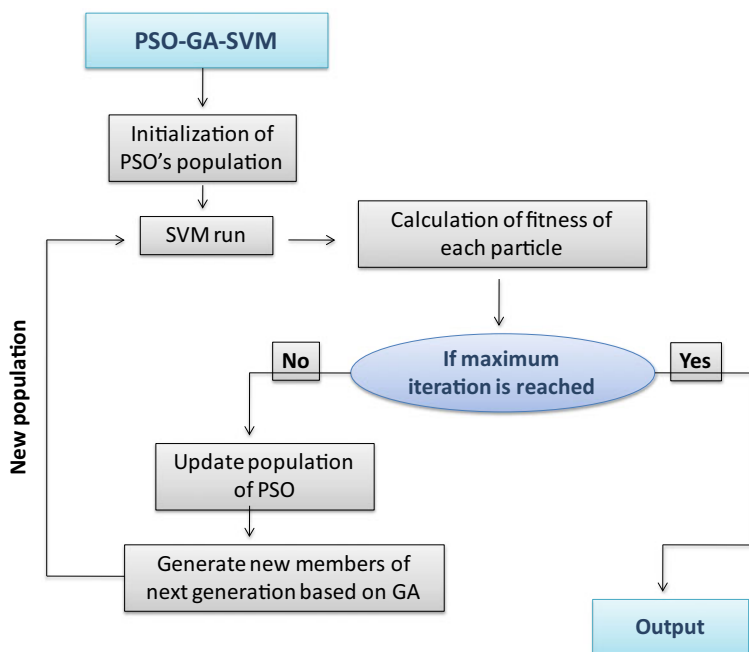 PSO-GA-SVM
Initialization of
PSO's population
SVM run
Calculation of fitness of
each particle
If maximum
iteration is reached
No
Yes
New population
Update population
of PSO
Generate new members of
next generation based on GA
Output